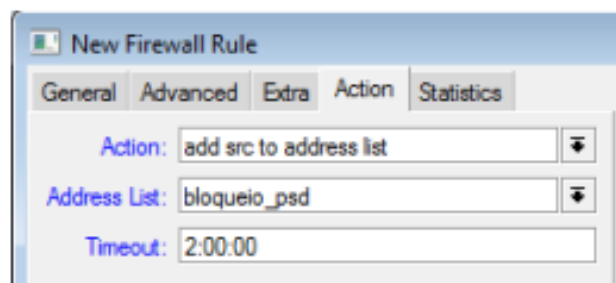 New Firewall Rule
General Advanced Extra Action Statistics
Action: add src to address list
Address List: bloqueio_psd
Timeout: 2:00:00